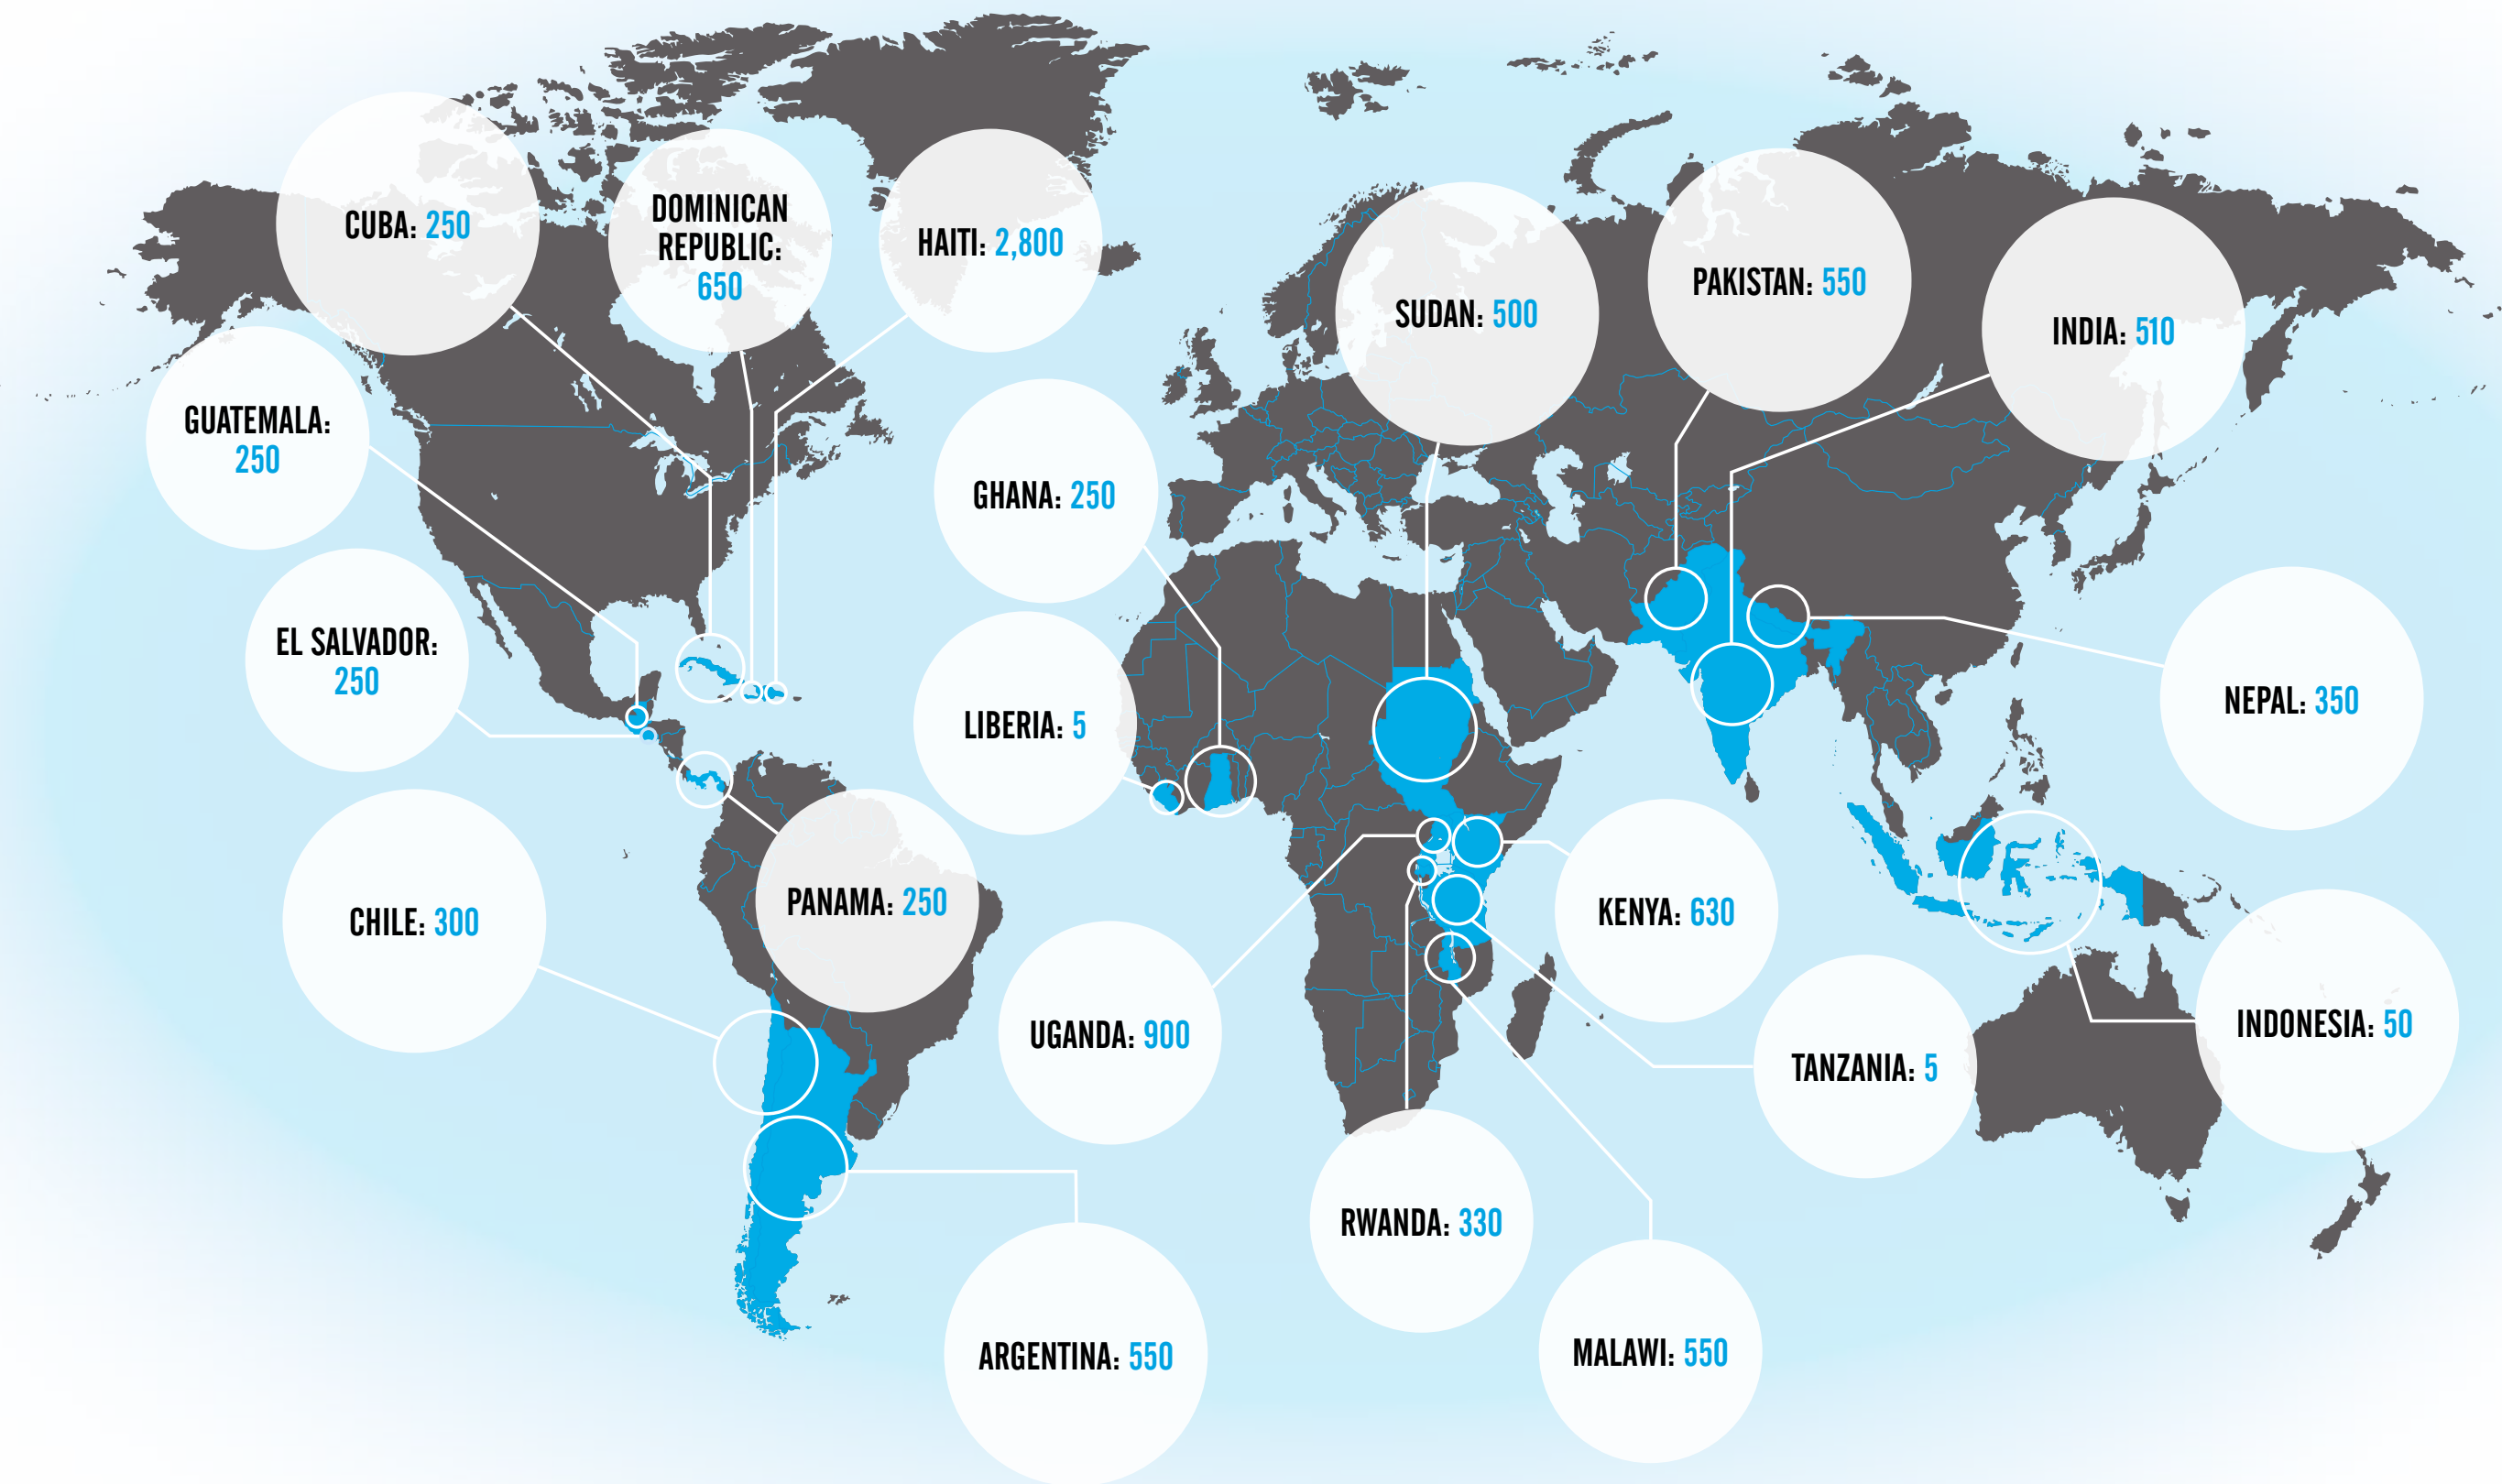 CUBA: 250
DOMINICAN
REPUBLIC:
650
HAITI: 2,800
SUDAN: 500
PAKISTAN: 550
INDIA: 510
GUATEMALA:
250
GHANA: 250
EL SALVADOR:
250
LIBERIA: 5
NEPAL: 350
CHILE: 300
PANAMA: 250
KENYA: 630
UGANDA: 900
INDONESIA: 50
TANZANIA: 5
RWANDA: 330
ARGENTINA: 550
MALAWI: 550